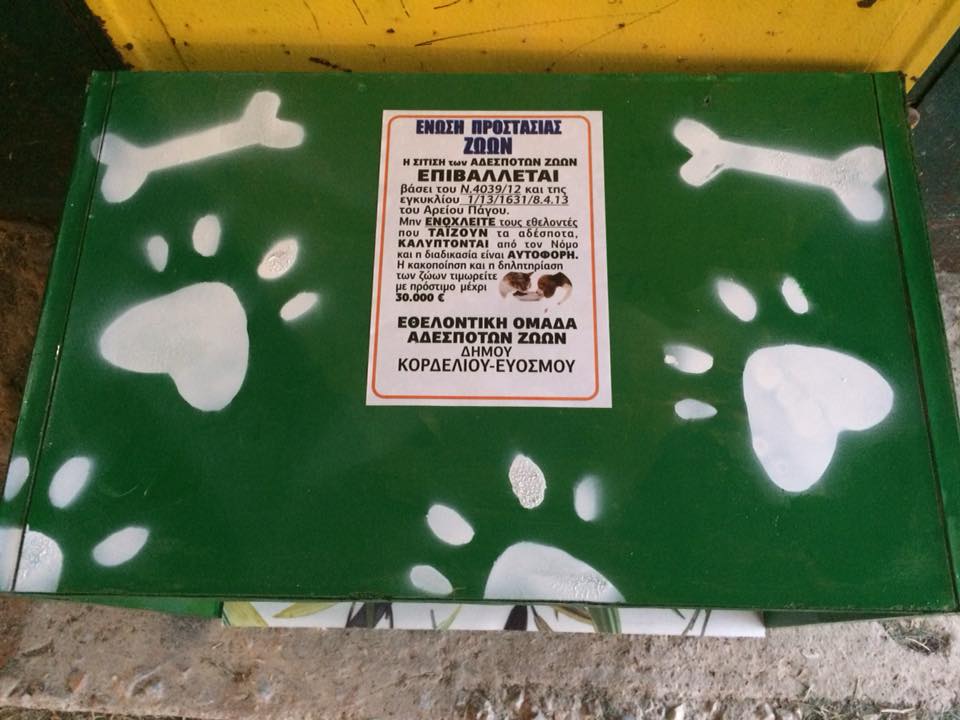 ΕΝΩΣΗ ΠΡΟΣΤΑΣΙΑΣ
ΖΩΩΝ
Η ΣΙΤΙΣΗ των ΑΔΕΣΠΟΤΩΝ ΖΩΩΝ
ΕΠΙΒΑΛΛΕΤΑΙ
βάσει του Ν.4039/12 και της
εγκυκλίου 1/13/1631/8.4.13
του Αρείου Πάγου.
Μην ΕΝΟΧΛΕΙΤΕ τους εθελοντές
που ΤΑΪΖΟΥΝ τα αδέσποτα,
ΚΑΛΥΠΤΟΝΤΑΙ από τον Νόμο
και η διαδικασία είναι ΑΥΤΟΦΩΡΗ.
Η κακοποίηση και η δηλητηρίαση
των ζώων τιμωρείτε
με πρόστιμο μέχρι
30.000 €
ΕΘΕΛΟΝΤΙΚΗ ΟΜΑΔΑ
ΑΔΕΣΠΟΤΩΝ ΖΩΩΝ
ΔΗΜΟΥ
ΚΟΡΔΕΛΙΟΥ-ΕΥΟΣΜΟΥ